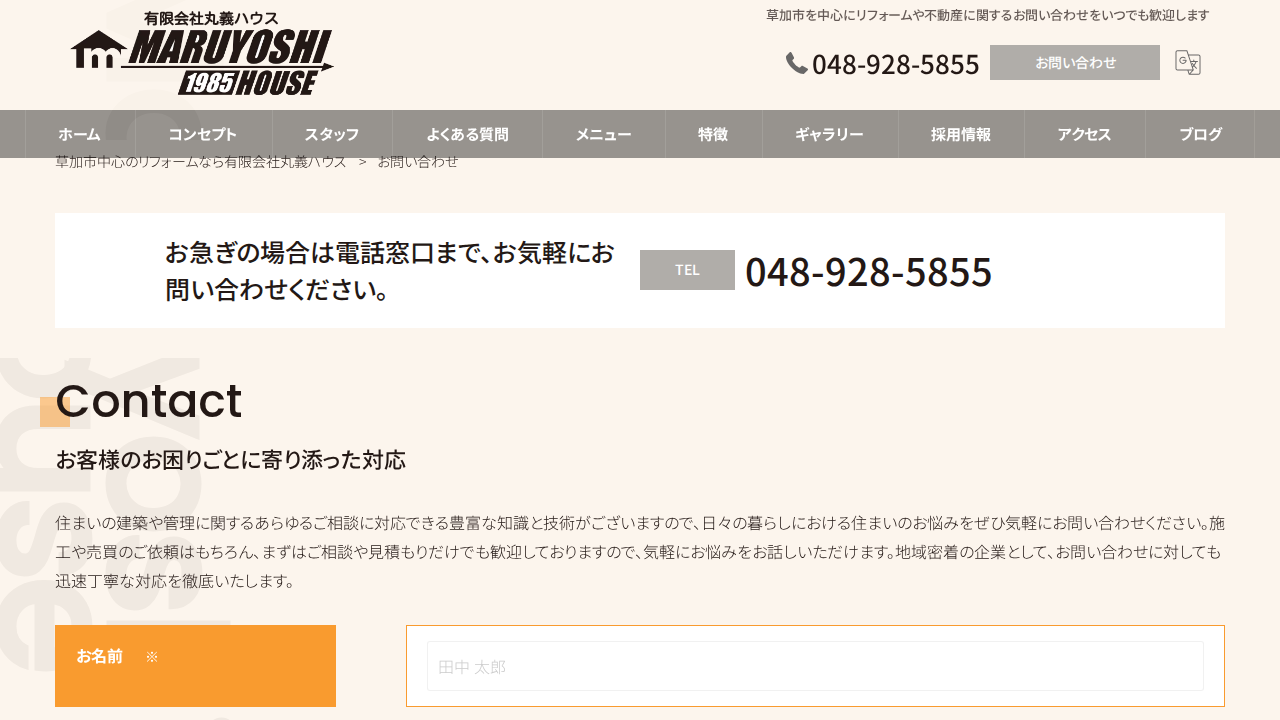 有限会社丸義ハウス
MARUYOSHI
1985 HOUSE
草加市を中心にリフォームや不動産に関するお問い合わせをいつでも歓迎します
048-928-5855
お問い合わせ
ホーム
コンセプト
スタッフ
よくある質問
メニュー
特徴
ギャラリー
採用情報
アクセス
ブログ
草加市中心のリフォームなら有限会社丸義ハウス > お問い合わせ
お急ぎの場合は電話窓口まで、お気軽にお
問い合わせください。
TEL
048-928-5855
Contact
お客様のお困りごとに寄り添った対応
住まいの建築や管理に関するあらゆるご相談に対応できる豊富な知識と技術がございますので、日々の暮らしにおける住まいのお悩みをぜひ気軽にお問い合わせください。施
工や売買のご依頼はもちろん、まずはご相談や見積もりだけでも歓迎しておりますので、気軽にお悩みをお話しいただけます。地域密着の企業として、お問い合わせに対しても
迅速丁寧な対応を徹底いたします。
お名前 ※
田中 太郎